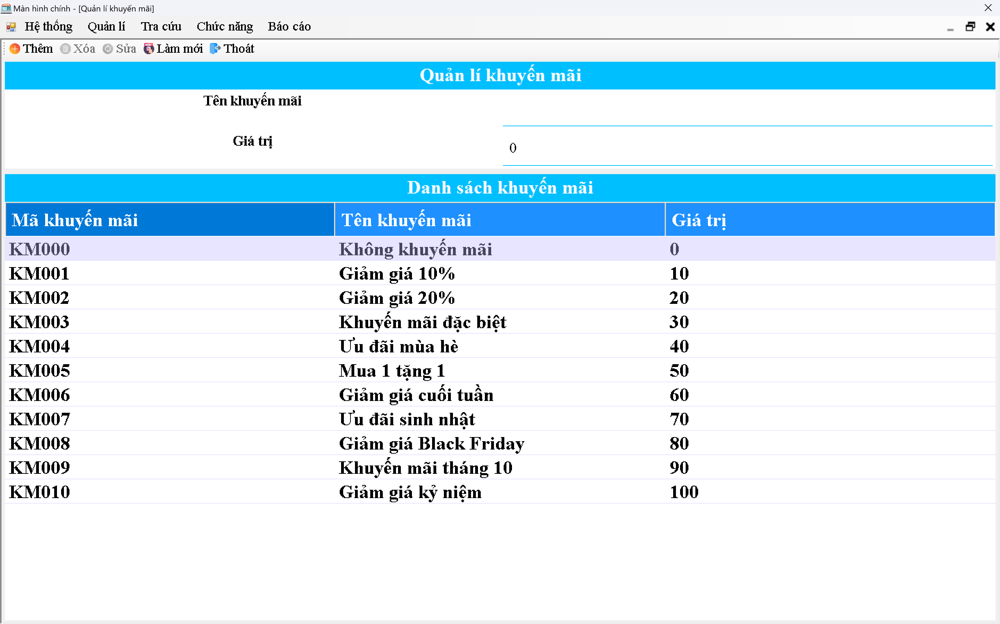 Màn hình chính - [Quản lí khuyến mãi]
Hệ thống Quản lí Tra cứu Chức năng Báo cáo
Thêm Xóa Sửa Làm mới Thoát
Quản lí khuyến mãi
Tên khuyến mãi
Giá trị 0
Danh sách khuyến mãi
Mã khuyến mãi Tên khuyến mãi Giá trị
KM000 Không khuyến mãi 0
KM001 Giảm giá 10% 10
KM002 Giảm giá 20% 20
KM003 Khuyến mãi đặc biệt 30
KM004 Ưu đãi mùa hè 40
KM005 Mua 1 tặng 1 50
KM006 Giảm giá cuối tuần 60
KM007 Ưu đãi sinh nhật 70
KM008 Giảm giá Black Friday 80
KM009 Khuyến mãi tháng 10 90
KM010 Giảm giá kỷ niệm 100